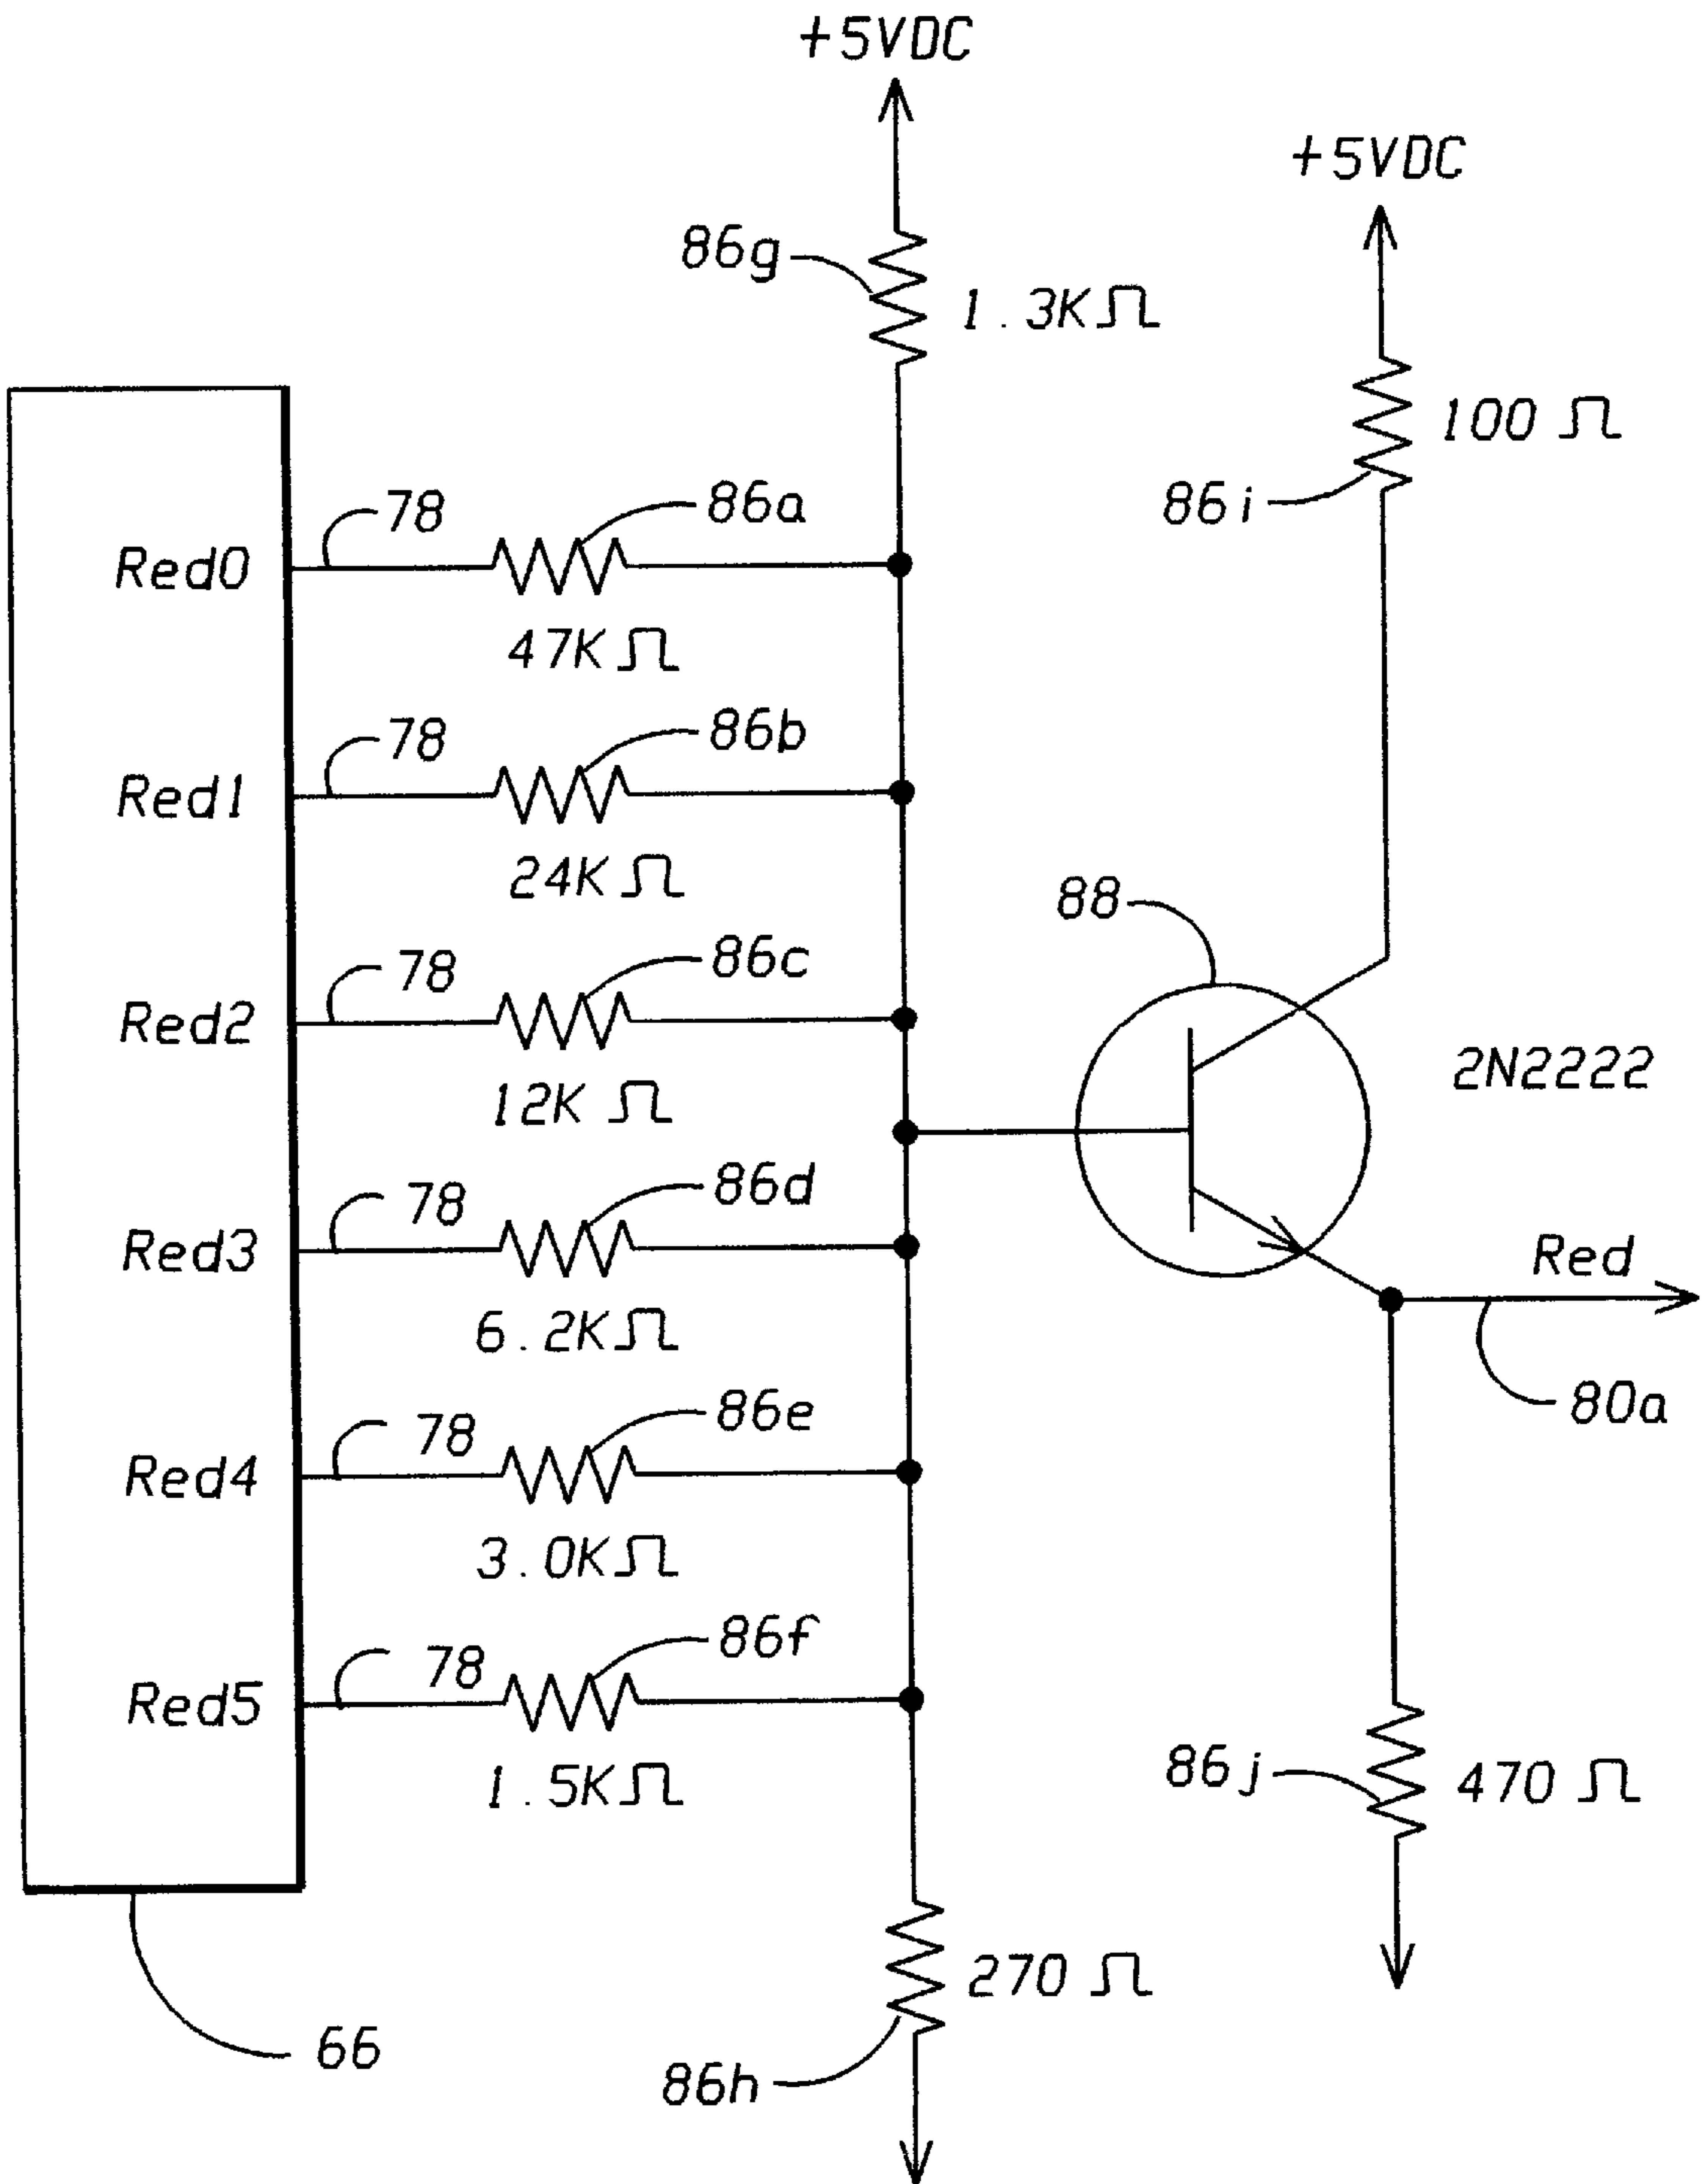 +5VDC
+5VDC
86g
1.3KΩ
100 Ω
86i
78
86a
Red0
47KΩ
78
86b
Red1
24KΩ
88
78
86c
Red2
12KΩ
2N2222
78
86d
Red3
6.2KΩ
Red
80a
78
86e
Red4
3.0KΩ
78
86f
Red5
1.5KΩ
86j
470 Ω
270 Ω
66
86h